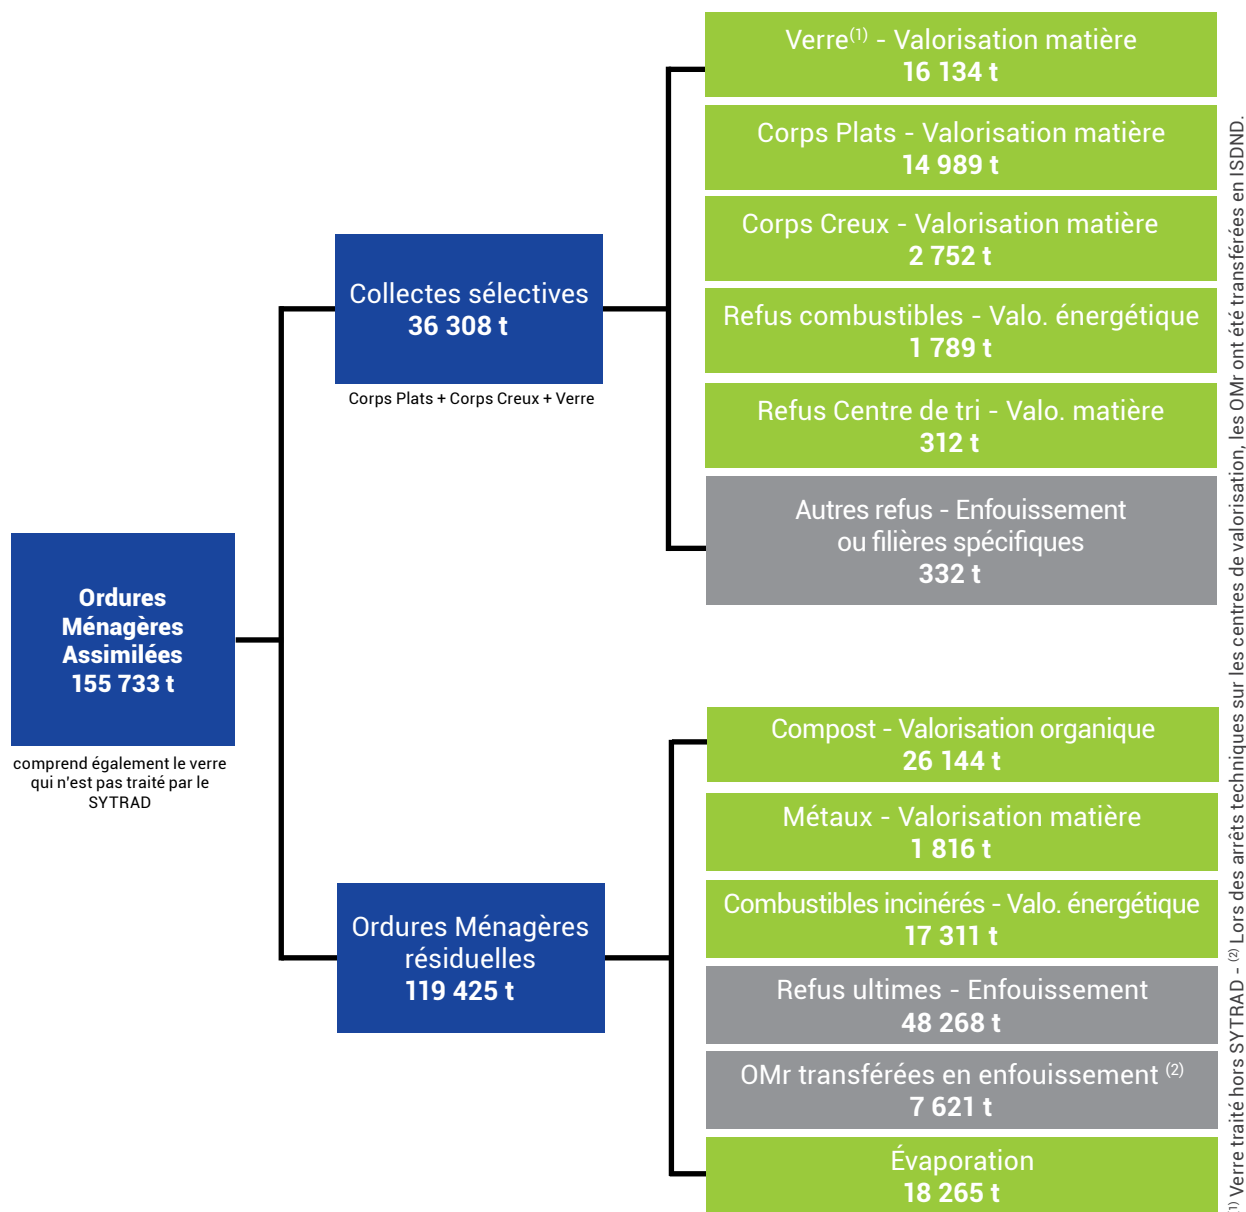 Ordures
Ménagères
Assimilées
155 733 t
comprend également le verre
qui n'est pas traité par le
SYTRAD
Collectes sélectives
36 308 t
Corps Plats + Corps Creux + Verre
Verre(1) - Valorisation matière
16 134 t
Corps Plats - Valorisation matière
14 989 t
Corps Creux - Valorisation matière
2 752 t
Refus combustibles - Valo. énergétique
1 789 t
Refus Centre de tri - Valo. matière
312 t
Autres refus - Enfouissement
ou filières spécifiques
332 t
Ordures Ménagères
résiduelles
119 425 t
Compost - Valorisation organique
26 144 t
Métaux - Valorisation matière
1 816 t
Combustibles incinérés - Valo. énergétique
17 311 t
Refus ultimes - Enfouissement
48 268 t
OMr transférées en enfouissement (2)
7 621 t
Évaporation
18 265 t
(1) Verre traité hors SYTRAD - (2) Lors des arrêts techniques sur les centres de valorisation, les OMr ont été transférées en ISDND.